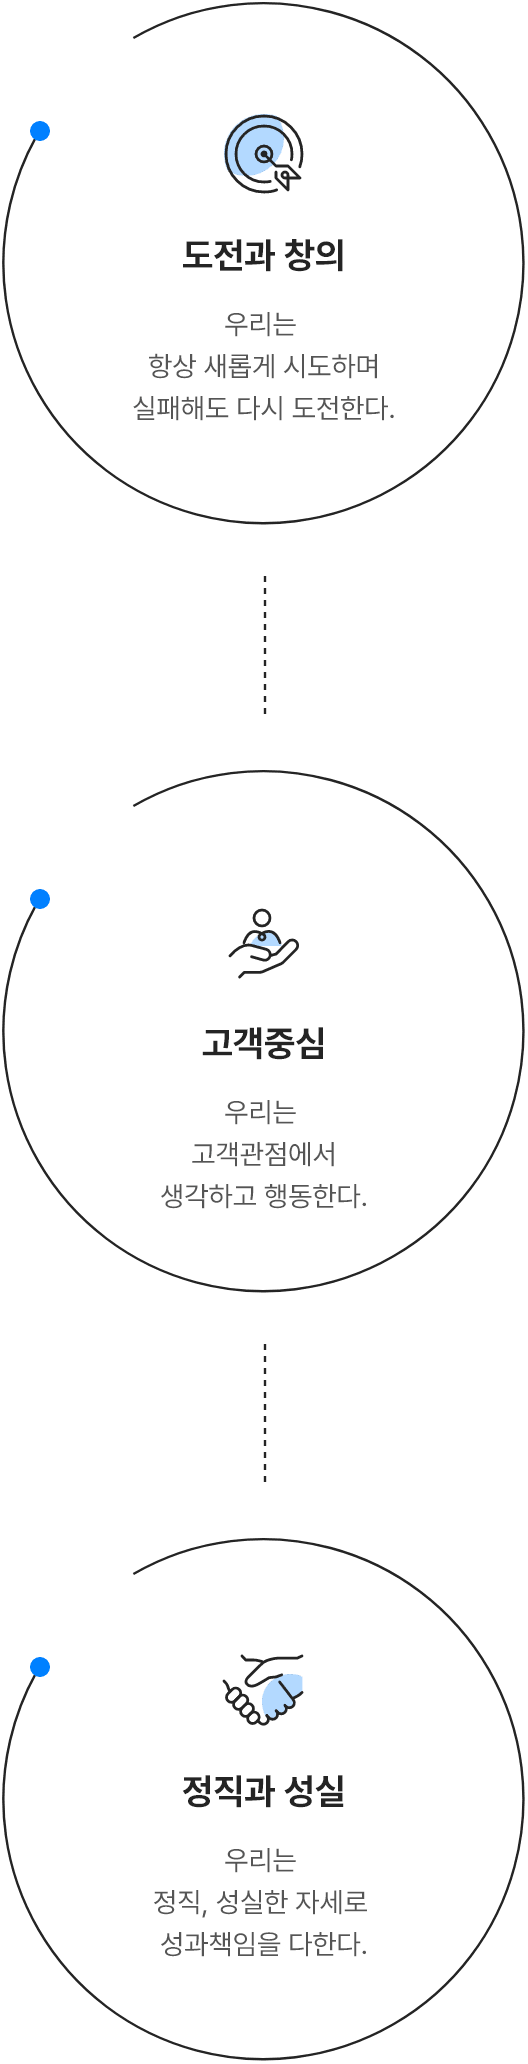 도전과 창의
우리는
항상 새롭게 시도하며
실패해도 다시 도전한다.
고객중심
우리는
고객관점에서
생각하고 행동한다.
정직과 성실
우리는
정직, 성실한 자세로
성과책임을 다한다.